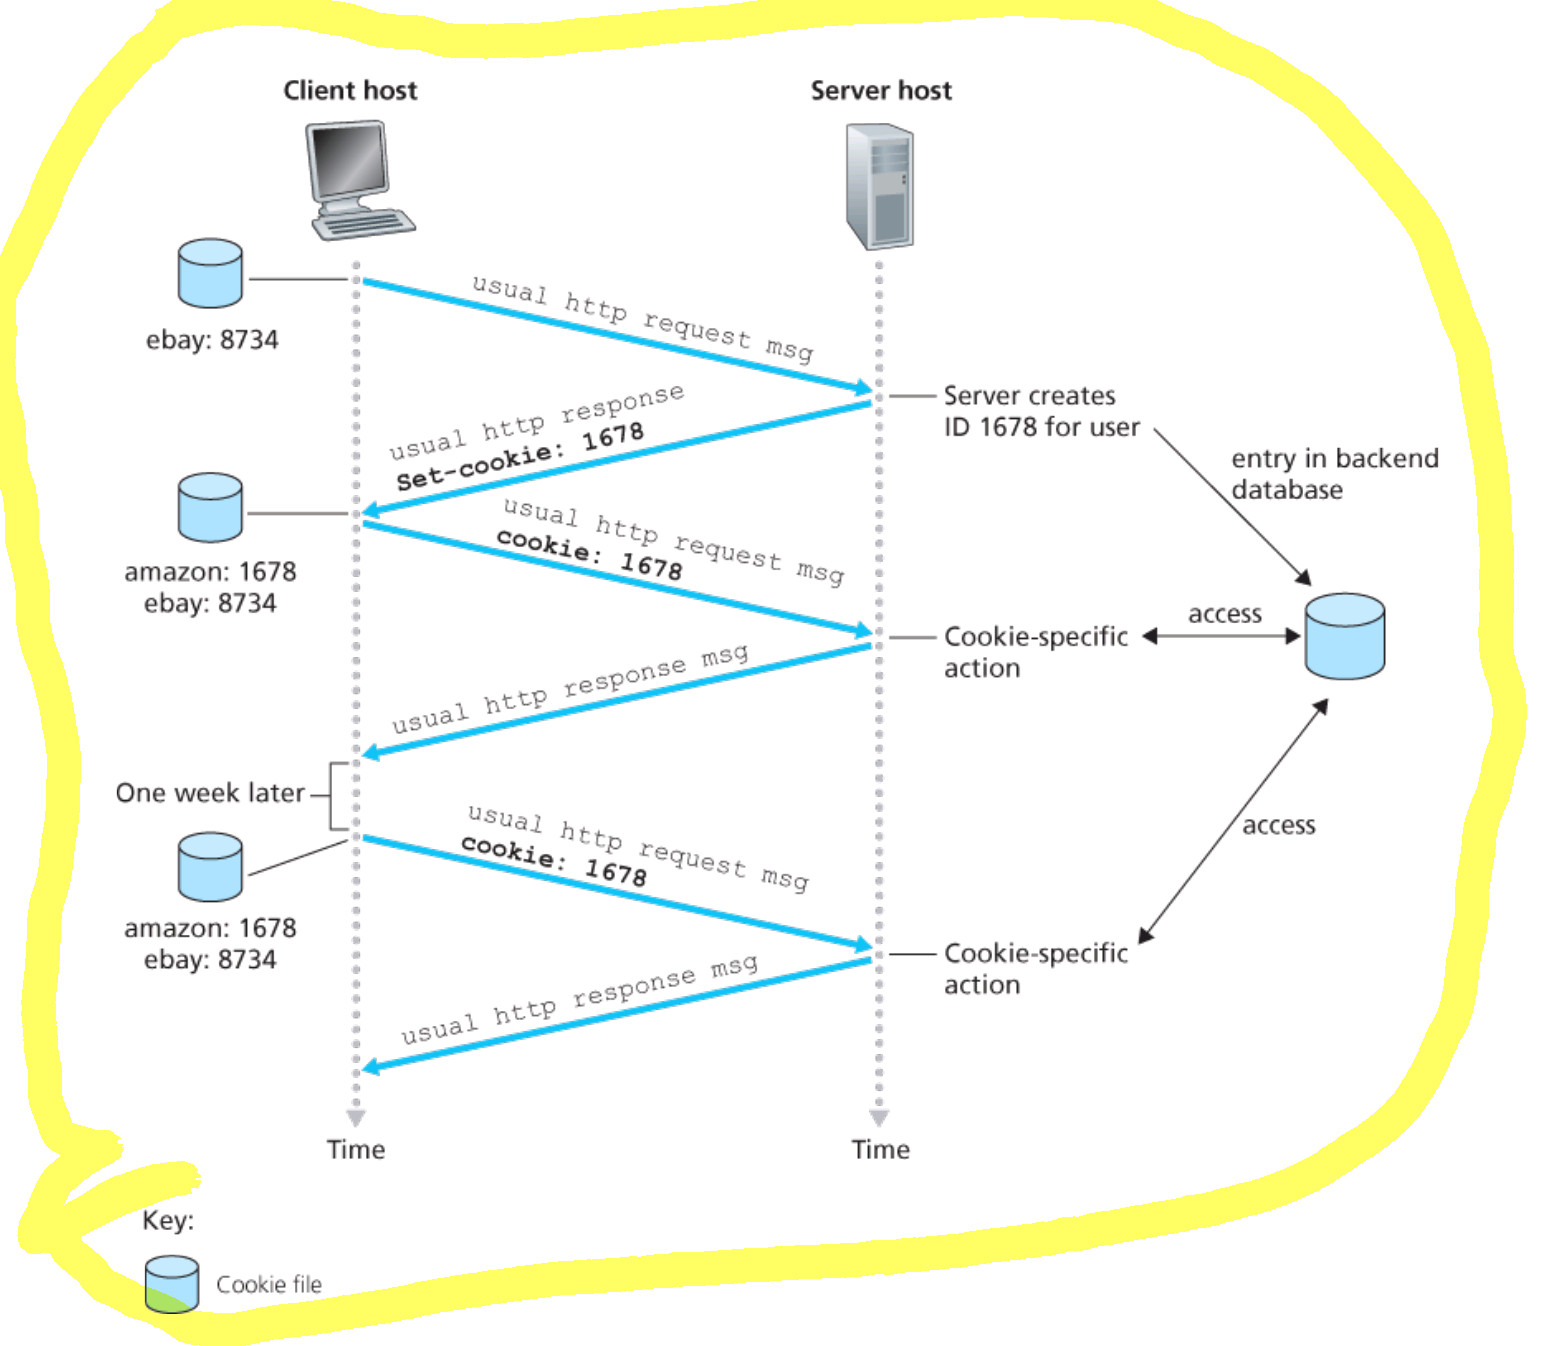 Client host
Server host
usual http request msg
ebay: 8734
Server creates
ID 1678 for user
usual http response
Set-cookie: 1678
entry in backend
database
usual http request msg
cookie: 1678
amazon: 1678
ebay: 8734
access
Cookie-specific
action
usual http response msg
One week later
usual http request msg
cookie: 1678
access
amazon: 1678
ebay: 8734
Cookie-specific
action
usual http response msg
Time
Time
Key:
Cookie file